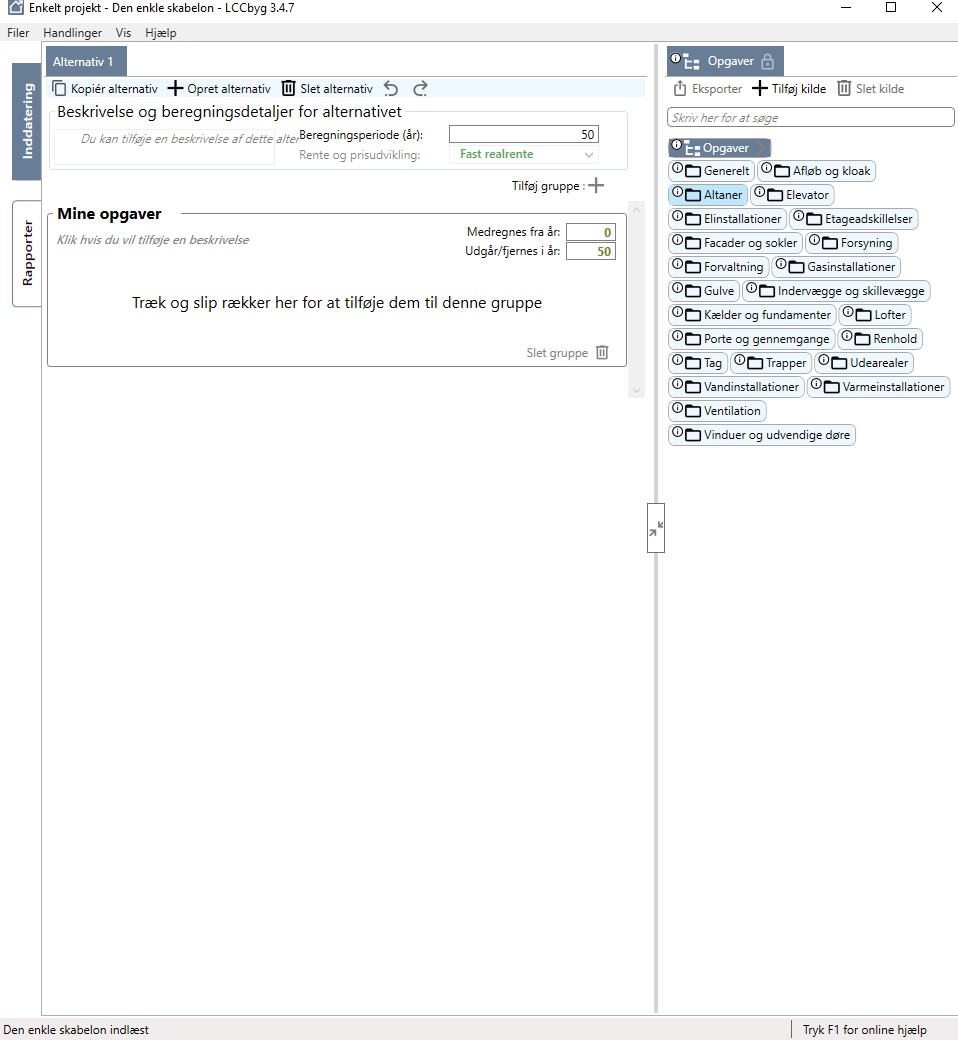 Enkelt projekt - Den enkle skabelon - LCCbyg 3.4.7
Filer Handlinger Vis Hjælp
Inddatering
Rapporter
Alternativ 1
Kopiér alternativ Opret alternativ Slet alternativ
Beskrivelse og beregningsdetaljer for alternativet
Du kan tilføje en beskrivelse af dette alter
Beregningsperiode (år): 50
Rente og prisudvikling: Fast realrente
Tilføj gruppe :
Mine opgaver
Klik hvis du vil tilføje en beskrivelse
Medregnes fra år: 0
Udgår/fjernes i år: 50
Træk og slip rækker her for at tilføje dem til denne gruppe
Slet gruppe
Opgaver
Eksporter Tilføj kilde Slet kilde
Skriv her for at søge
Opgaver
Generelt Afløb og kloak
Altaner Elevator
Elinstallationer Etageadskillelser
Facader og sokler Forsyning
Forvaltning Gasinstallationer
Gulve Indervægge og skillevægge
Kælder og fundamenter Lofter
Porte og gennemgange Renhold
Tag Trapper Udearealer
Vandinstallationer Varmeinstallationer
Ventilation
Vinduer og udvendige døre
Den enkle skabelon indlæst
Tryk F1 for online hjælp